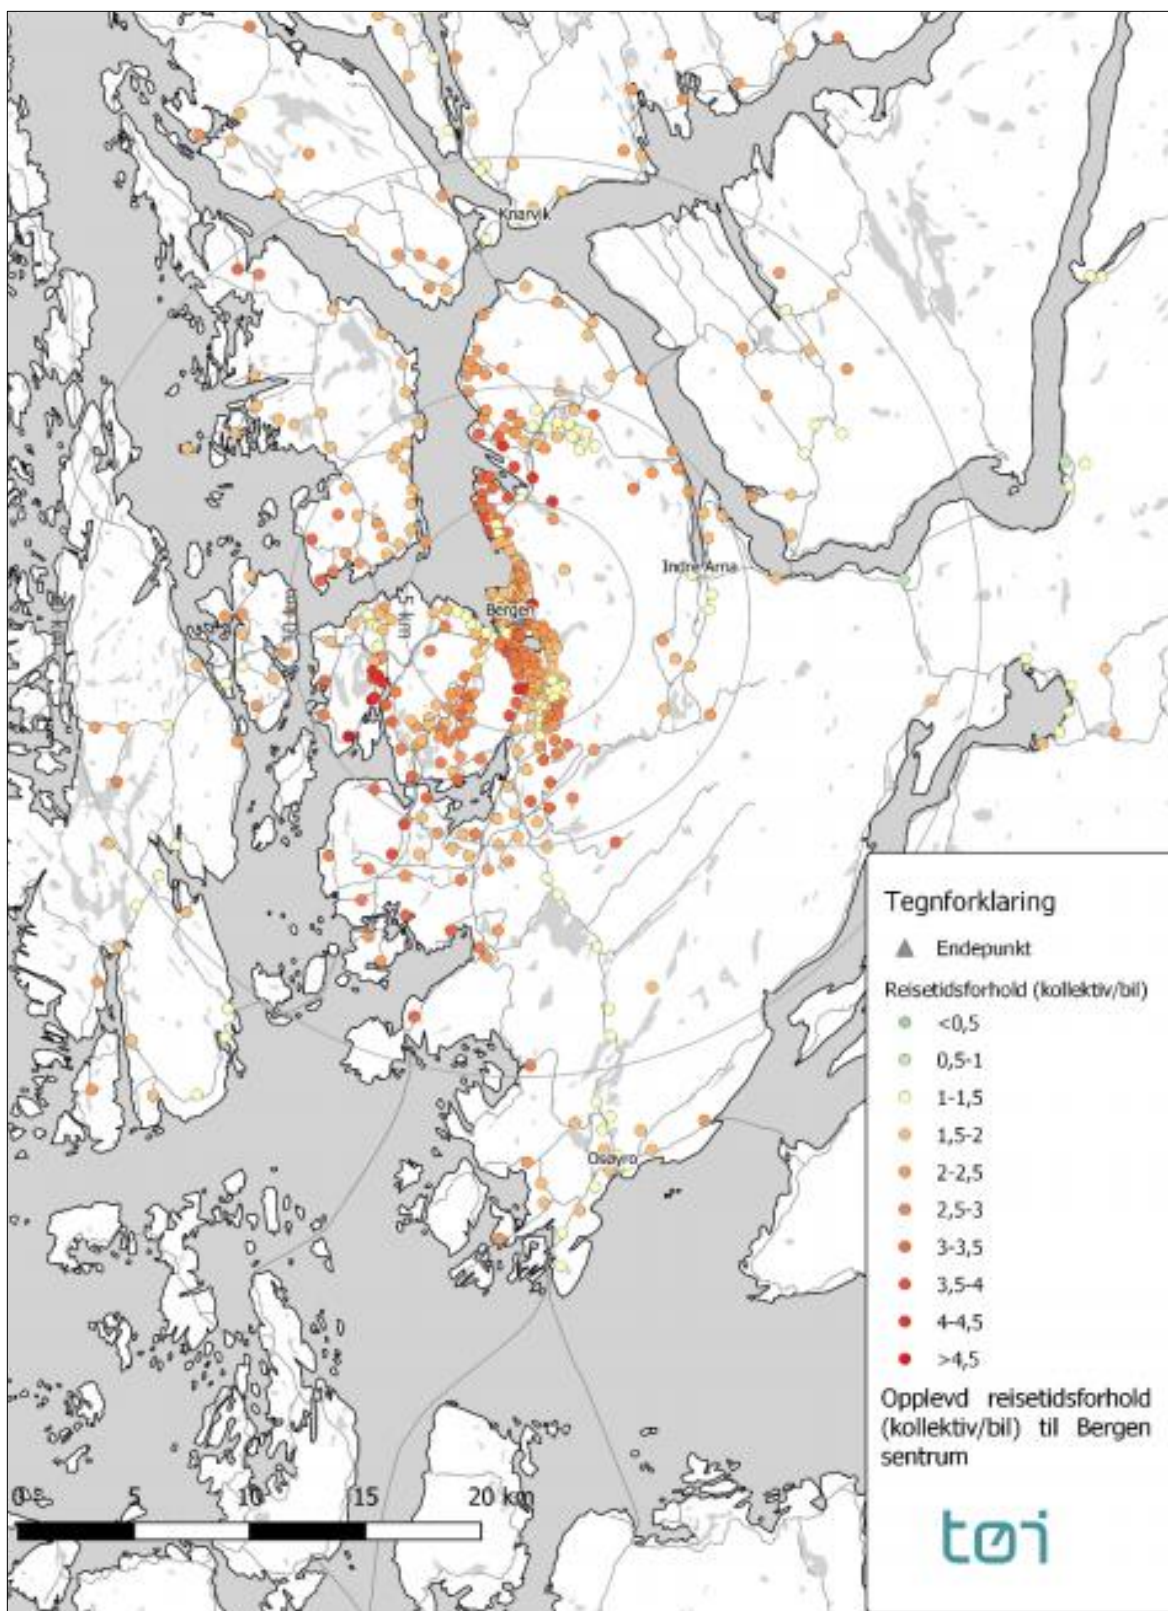 Knarvik
Indre Arna
Bergen
5 km
Osøyro
0
5
10
15
20 km
Tegnforklaring
Endepunkt
Reisetidsforhold (kollektiv/bil)
<0,5
0,5-1
1-1,5
1,5-2
2-2,5
2,5-3
3-3,5
3,5-4
4-4,5
>4,5
Opplevd reisetidsforhold
(kollektiv/bil) til Bergen
sentrum
tøi